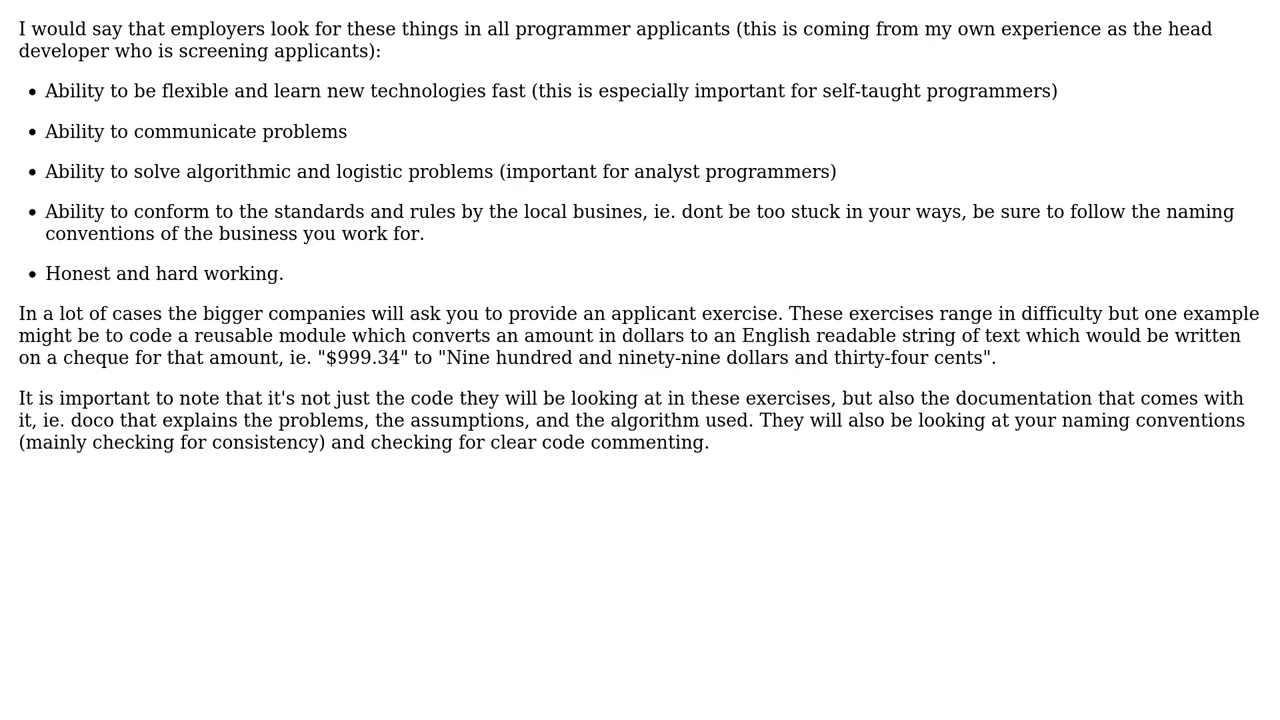 I would say that employers look for these things in all programmer applicants (this is coming from my own experience as the head
developer who is screening applicants):
• Ability to be flexible and learn new technologies fast (this is especially important for self-taught programmers)
• Ability to communicate problems
• Ability to solve algorithmic and logistic problems (important for analyst programmers)
• Ability to conform to the standards and rules by the local busines, ie. dont be too stuck in your ways, be sure to follow the naming
conventions of the business you work for.
• Honest and hard working.
In a lot of cases the bigger companies will ask you to provide an applicant exercise. These exercises range in difficulty but one example
might be to code a reusable module which converts an amount in dollars to an English readable string of text which would be written
on a cheque for that amount, ie. "$999.34" to "Nine hundred and ninety-nine dollars and thirty-four cents".
It is important to note that it's not just the code they will be looking at in these exercises, but also the documentation that comes with
it, ie. doco that explains the problems, the assumptions, and the algorithm used. They will also be looking at your naming conventions
(mainly checking for consistency) and checking for clear code commenting.